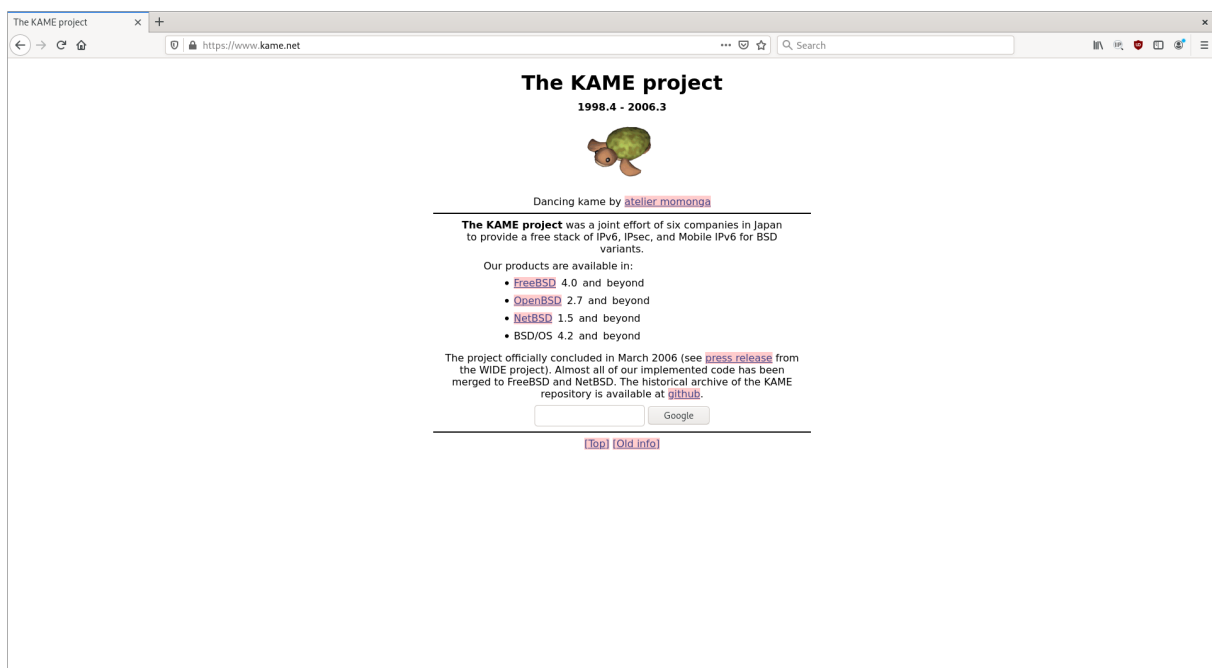 The KAME project
https://www.kame.net
Search
The KAME project
1998.4 - 2006.3
Dancing kame by atelier momonga
The KAME project was a joint effort of six companies in Japan
to provide a free stack of IPv6, IPsec, and Mobile IPv6 for BSD
variants.
Our products are available in:
• FreeBSD 4.0 and beyond
• OpenBSD 2.7 and beyond
• NetBSD 1.5 and beyond
• BSD/OS 4.2 and beyond
The project officially concluded in March 2006 (see press release from
the WIDE project). Almost all of our implemented code has been
merged to FreeBSD and NetBSD. The historical archive of the KAME
repository is available at github.
Google
[Top] [Old info]